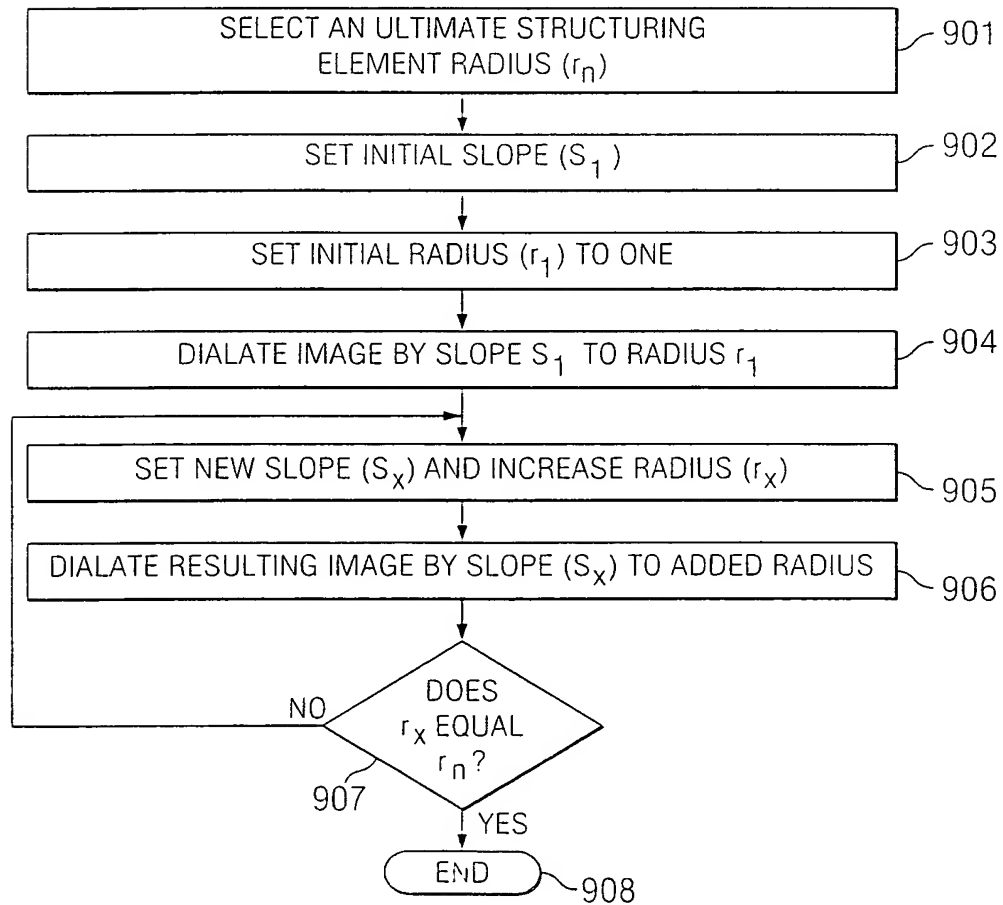 SELECT AN ULTIMATE STRUCTURING
ELEMENT RADIUS (rn)
901
SET INITIAL SLOPE (S1)
902
SET INITIAL RADIUS (r1) TO ONE
903
DIALATE IMAGE BY SLOPE S1 TO RADIUS r1
904
SET NEW SLOPE (Sx) AND INCREASE RADIUS (rx)
905
DIALATE RESULTING IMAGE BY SLOPE (Sx) TO ADDED RADIUS
906
NO
DOES
rx EQUAL
rn?
907
YES
END
908